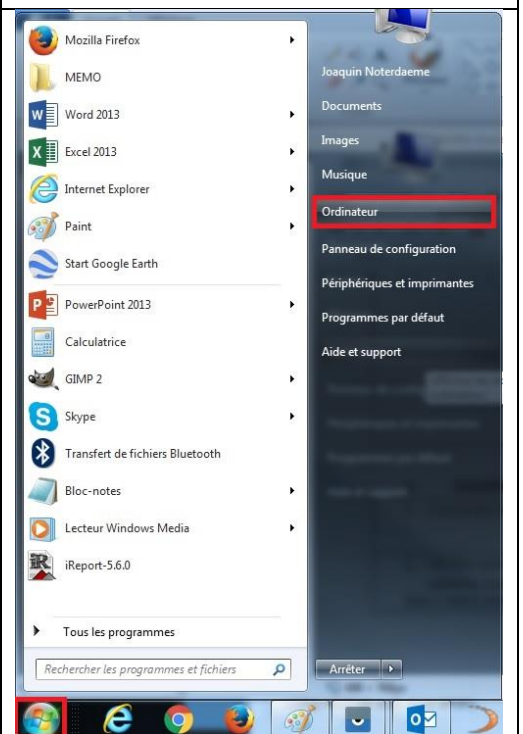 Mozilla Firefox
MEMO
Word 2013
Excel 2013
Internet Explorer
Paint
Start Google Earth
PowerPoint 2013
Calculatrice
GIMP 2
Skype
Transfert de fichiers Bluetooth
Bloc-notes
Lecteur Windows Media
iReport-5.6.0
Tous les programmes
Rechercher les programmes et fichiers
Joaquin Noterdaeme
Documents
Images
Musique
Ordinateur
Panneau de configuration
Périphériques et imprimantes
Programmes par défaut
Aide et support
Arrêter